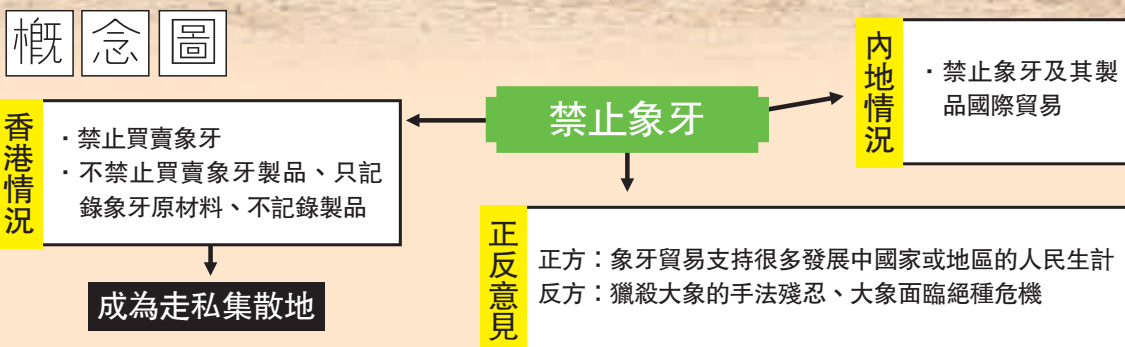 概念圖
禁止象牙
香港情況
・禁止買賣象牙
・不禁止買賣象牙製品、只記
錄象牙原材料、不記錄製品
成為走私集散地
內地情況
・禁止象牙及其製
品國際貿易
正反意見
正方：象牙貿易支持很多發展中國家或地區的人民生計
反方：獵殺大象的手法殘忍、大象面臨絕種危機